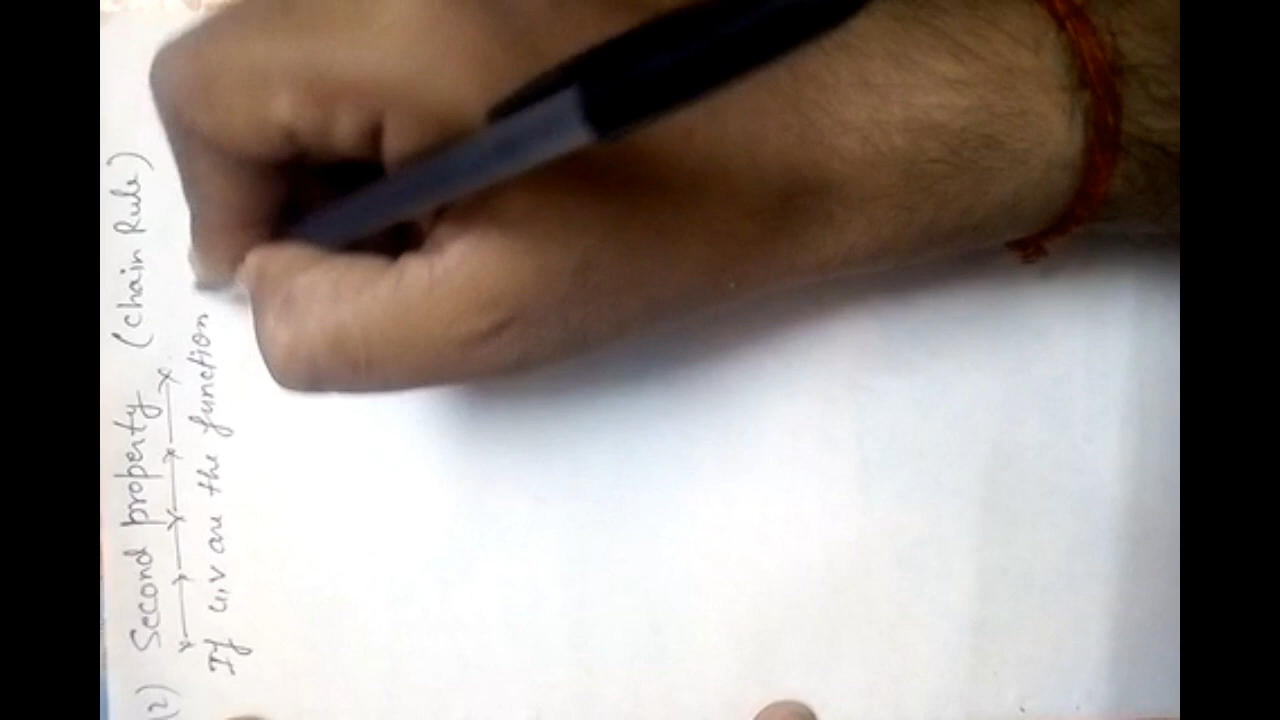 (2) Second property (Chain Rule)
If u,v are the function